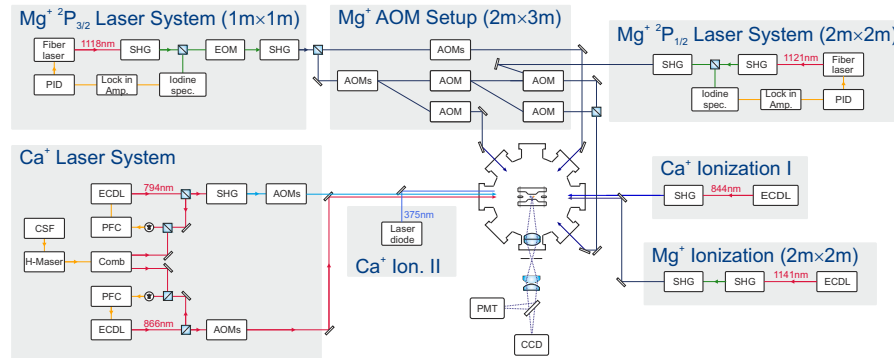 Mg⁺ ²P₃/₂ Laser System (1m×1m)
Fiber laser
1118nm
SHG
EOM
SHG
PID
Lock in Amp.
Iodine spec.
Mg⁺ AOM Setup (2m×3m)
AOMs
AOMs
AOM
AOM
AOM
AOM
Mg⁺ ²P₁/₂ Laser System (2m×2m)
SHG
SHG
1121nm
Fiber laser
Iodine spec.
Lock in Amp.
PID
Ca⁺ Laser System
ECDL
794nm
SHG
AOMs
CSF
PFC
H-Maser
Comb
PFC
ECDL
866nm
AOMs
375nm
Laser diode
Ca⁺ Ion. II
PMT
CCD
Ca⁺ Ionization I
SHG
844nm
ECDL
Mg⁺ Ionization (2m×2m)
SHG
SHG
1141nm
ECDL